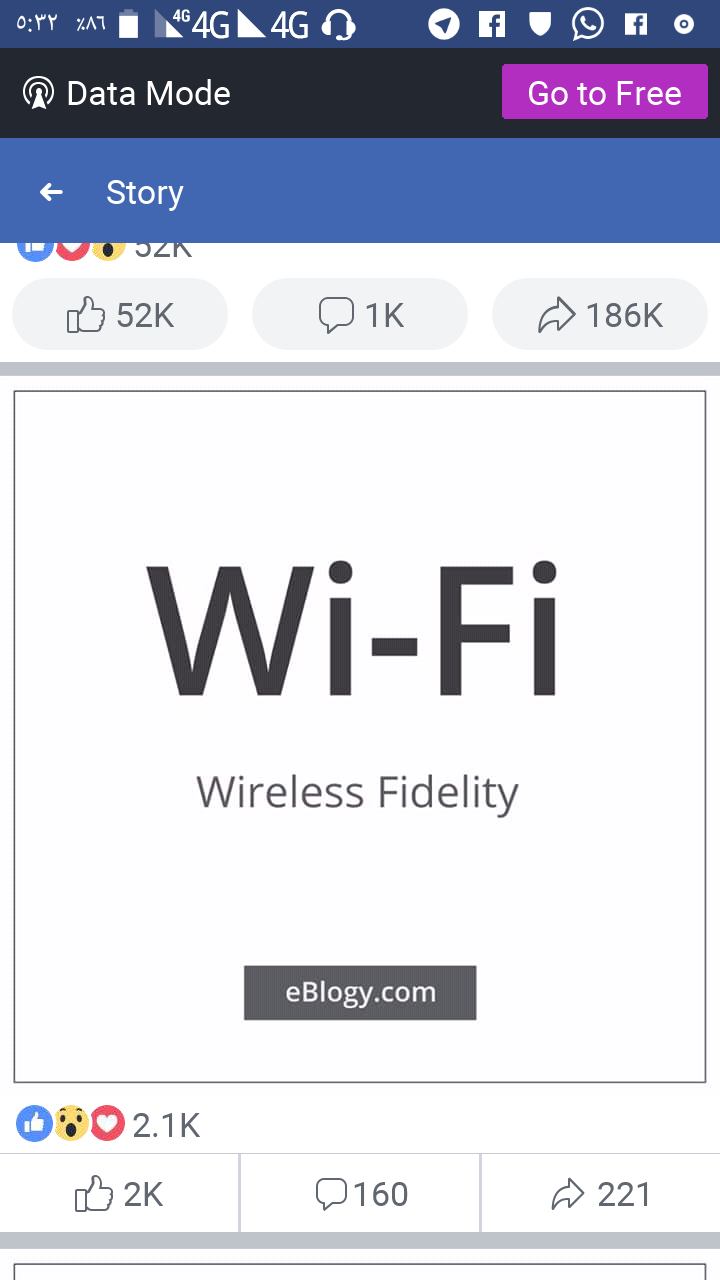 ٥:٣٢ ٪٨٦ 4G 4G 4G
Data Mode
Go to Free
Story
52K
52K 1K 186K
Wi-Fi
Wireless Fidelity
eBlogy.com
2.1K
2K 160 221